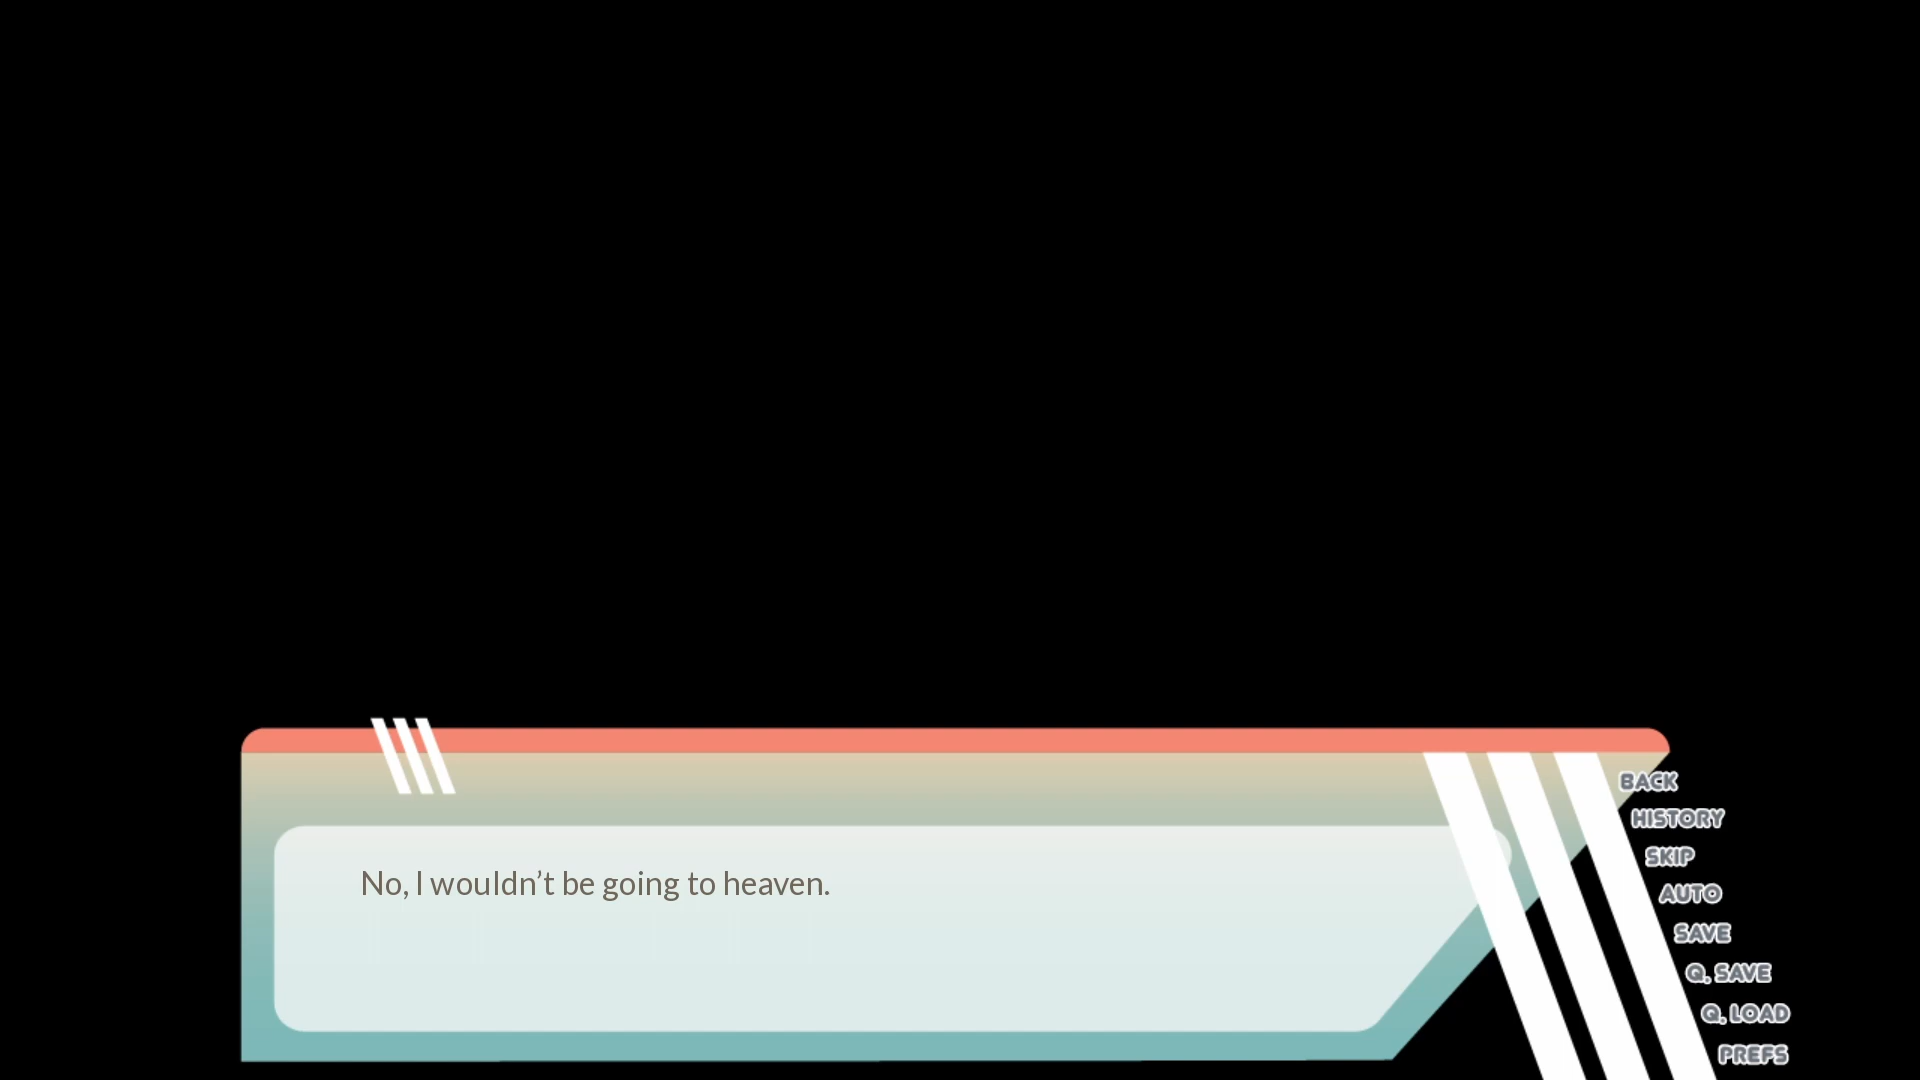 No, I wouldn’t be going to heaven.
BACK
HISTORY
SKIP
AUTO
SAVE
Q. SAVE
Q. LOAD
PREFS